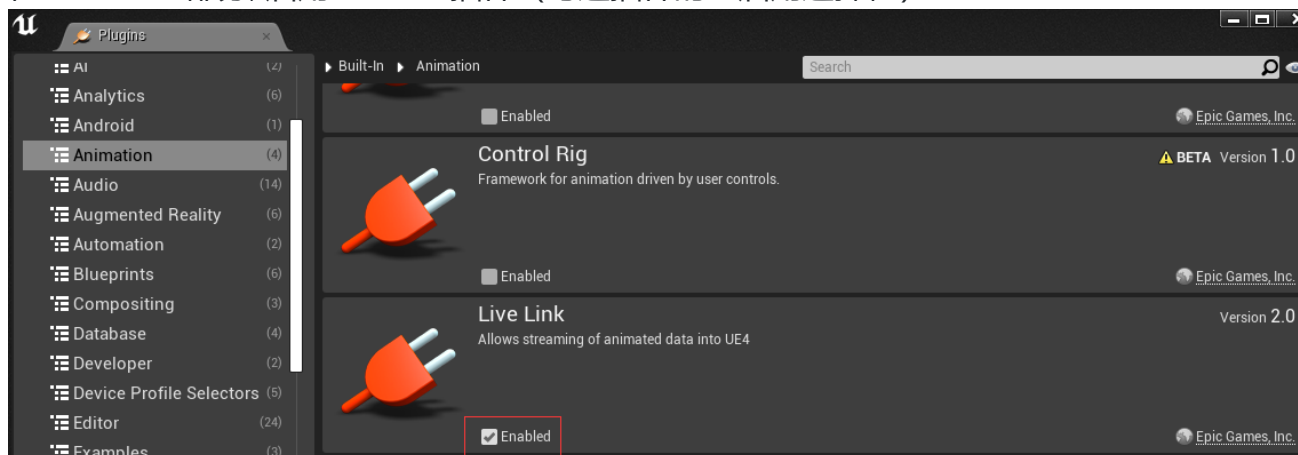 Plugins
AI (2)
Analytics (6)
Android (1)
Animation (4)
Audio (14)
Augmented Reality (6)
Automation (2)
Blueprints (6)
Compositing (3)
Database (4)
Developer (2)
Device Profile Selectors (5)
Editor (24)
Examples (3)
Built-In Animation
Search
Enabled
Epic Games, Inc.
Control Rig
BETA Version 1.0
Framework for animation driven by user controls.
Enabled
Epic Games, Inc.
Live Link
Version 2.0
Allows streaming of animated data into UE4
Enabled
Epic Games, Inc.